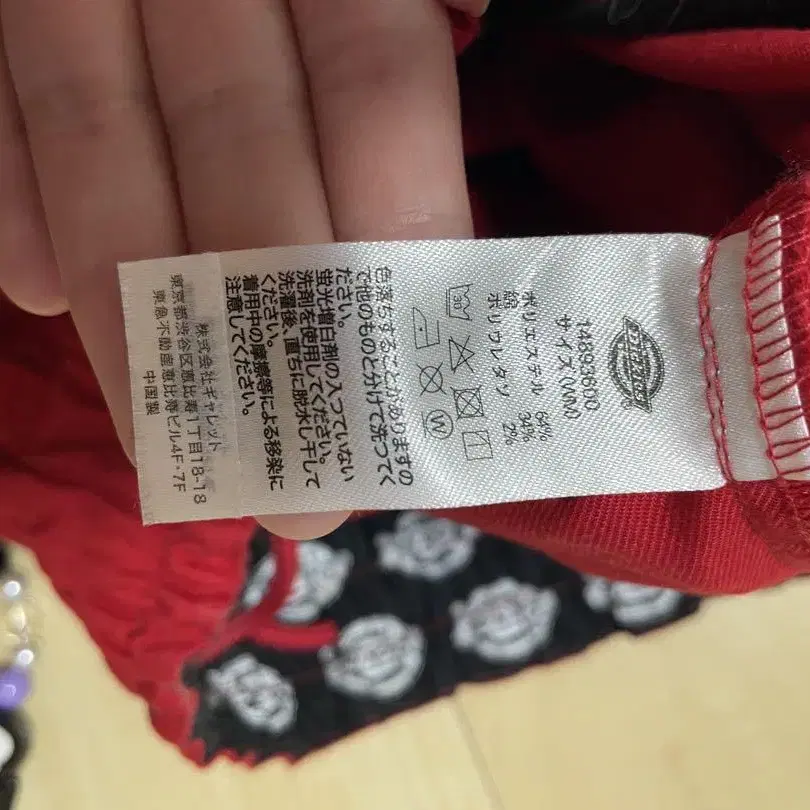 Dickies
14893600
サイズ(WM)
ポリエステル 64%
綿 34%
ポリウレタン 2%
30
W
色落ちすることがありますの
で他のものと分けて洗ってく
ださい。
蛍光増白剤の入っていない
洗剤を使用してください。
洗濯後、直ちに脱水し干して
ください。
着用中の摩擦等による移染に
注意してください。
株式会社ギャレット
東京都渋谷区恵比寿1丁目18-18
東急不動産恵比寿ビル4F・7F
中国製